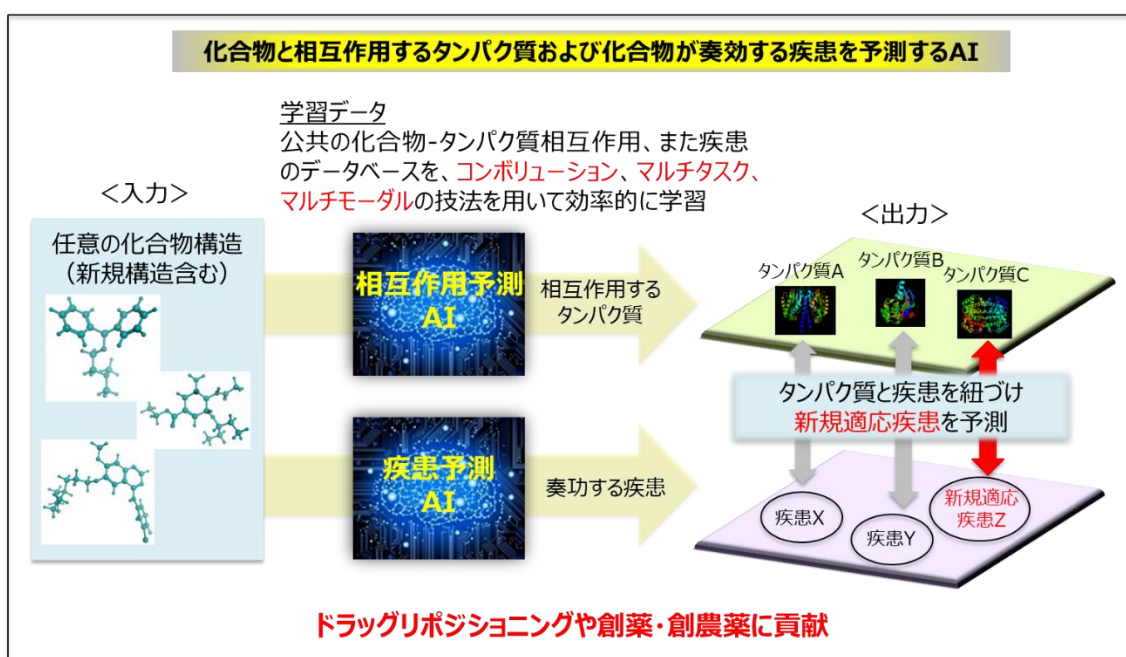 化合物と相互作用するタンパク質および化合物が奏効する疾患を予測するAI
学習データ
公共の化合物-タンパク質相互作用、また疾患
のデータベースを、コンボリューション、マルチタスク、
マルチモーダルの技法を用いて効率的に学習
＜入力＞
任意の化合物構造
（新規構造含む）
相互作用予測
AI
相互作用する
タンパク質
疾患予測
AI
奏功する疾患
＜出力＞
タンパク質A
タンパク質B
タンパク質C
タンパク質と疾患を紐づけ
新規適応疾患を予測
疾患X
疾患Y
新規適応
疾患Z
ドラッグリポジショニングや創薬・創農薬に貢献